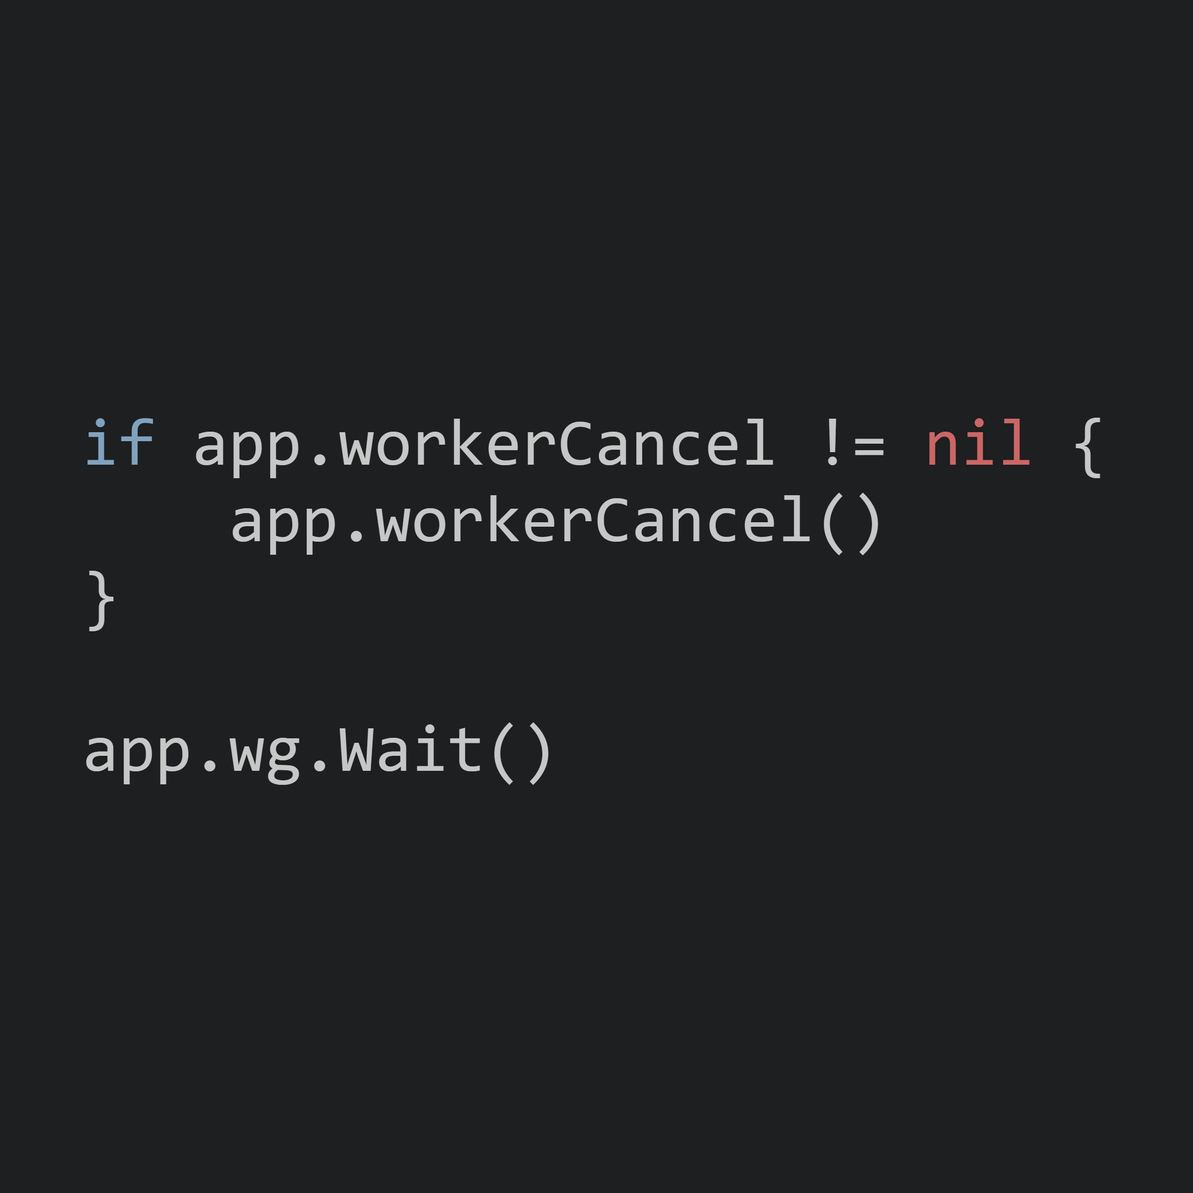 if app.workerCancel != nil {
    app.workerCancel()
}

app.wg.Wait()